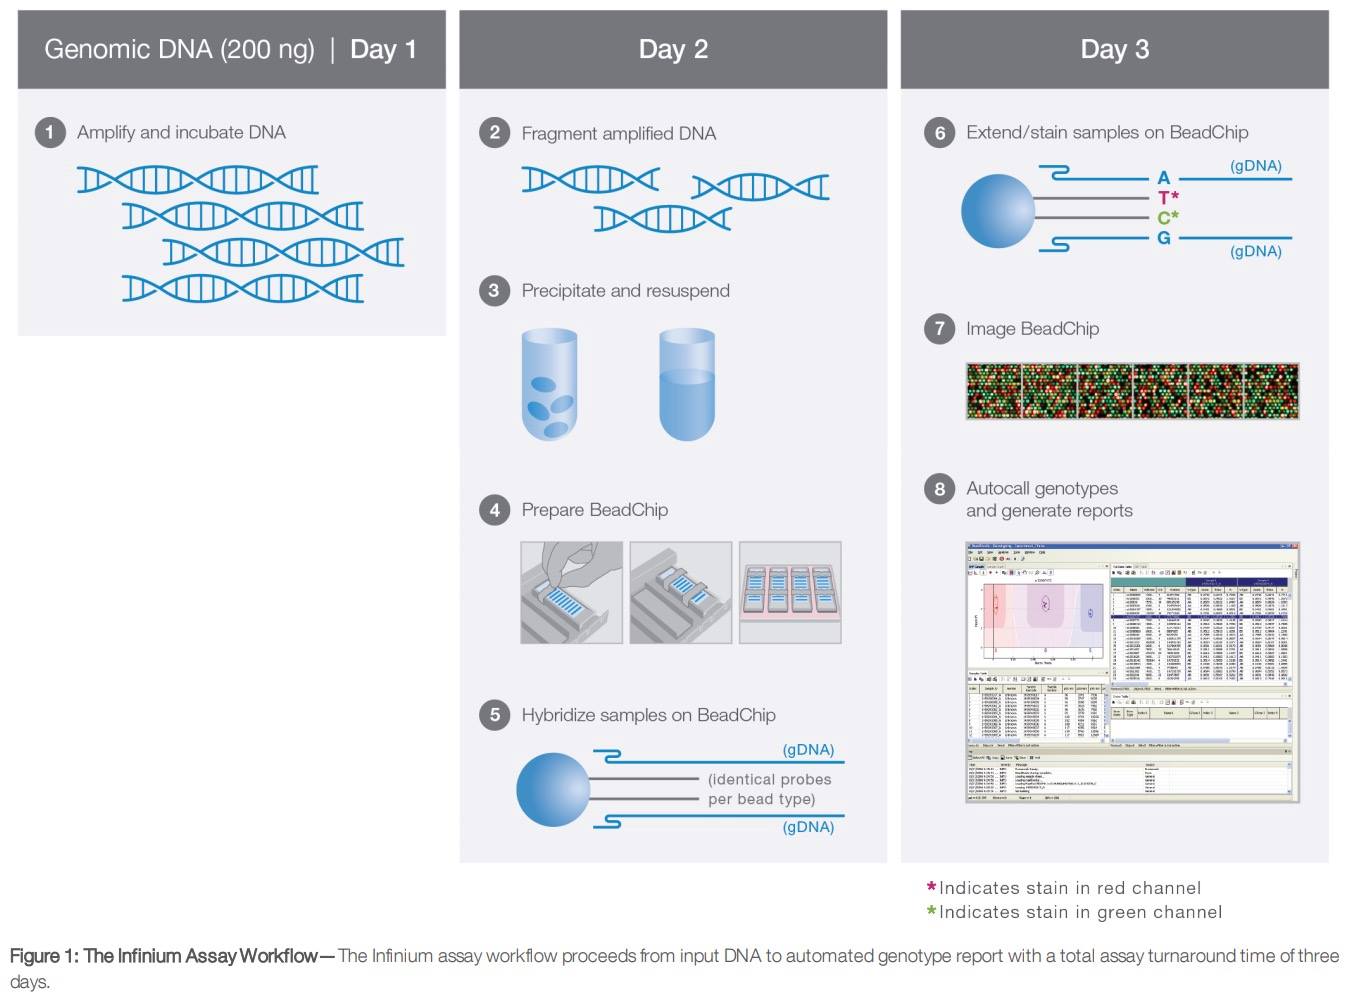 Genomic DNA (200 ng) | Day 1
Day 2
Day 3
1 Amplify and incubate DNA
2 Fragment amplified DNA
3 Precipitate and resuspend
4 Prepare BeadChip
5 Hybridize samples on BeadChip
(gDNA)
(identical probes
per bead type)
(gDNA)
6 Extend/stain samples on BeadChip
(gDNA)
A
T*
C*
G
(gDNA)
7 Image BeadChip
8 Autocall genotypes
and generate reports
*Indicates stain in red channel
*Indicates stain in green channel
Figure 1: The Infinium Assay Workflow—The Infinium assay workflow proceeds from input DNA to automated genotype report with a total assay turnaround time of three
days.